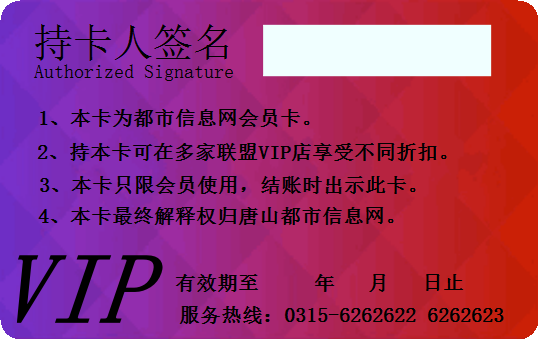 持卡人签名
Authorized Signature
1、本卡为都市信息网会员卡。
2、持本卡可在多家联盟VIP店享受不同折扣。
3、本卡只限会员使用，结账时出示此卡。
4、本卡最终解释权归唐山都市信息网。
VIP
有效期至 年 月 日止
服务热线：0315-6262622 6262623